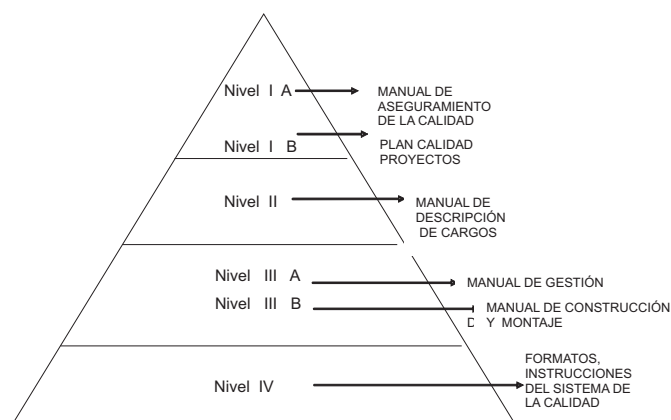 Nivel I A
MANUAL DE
ASEGURAMIENTO
DE LA CALIDAD
Nivel I B
PLAN CALIDAD
PROYECTOS
Nivel II
MANUAL DE
DESCRIPCIÓN
DE CARGOS
Nivel III A
MANUAL DE GESTIÓN
Nivel III B
MANUAL DE CONSTRUCCIÓN
Y MONTAJE
Nivel IV
FORMATOS,
INSTRUCCIONES
DEL SISTEMA DE
LA CALIDAD